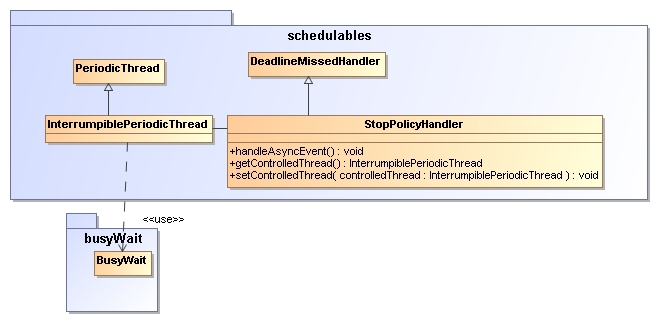 schedulables
PeriodicThread
DeadlineMissedHandler
InterrumpiblePeriodicThread
StopPolicyHandler
+handleAsyncEvent() : void
+getControlledThread() : InterrumpiblePeriodicThread
+setControlledThread( controlledThread : InterrumpiblePeriodicThread ) : void
<<use>>
busyWait
BusyWait